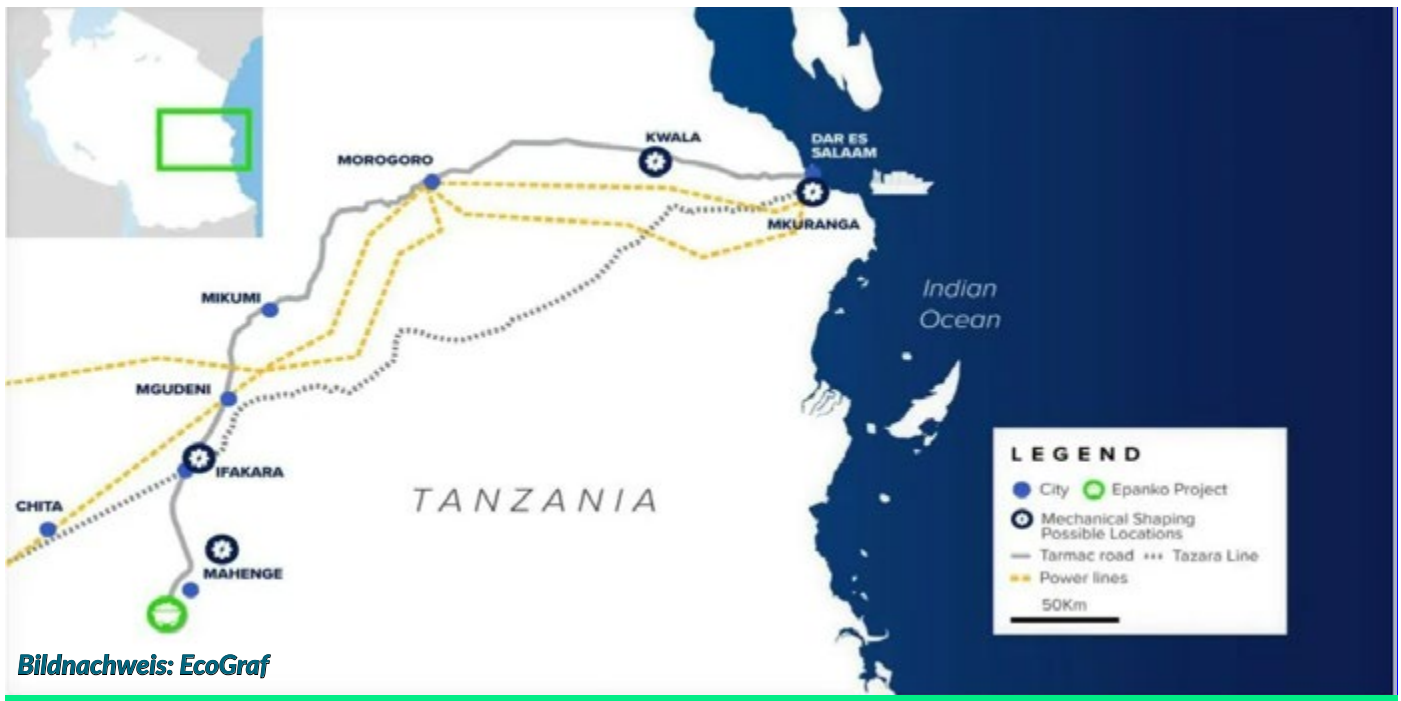 KWALA
DAR ES
SALAAM
MOROGORO
MKURANGA
MIKUMI
Indian
Ocean
MGUDENI
IFAKARA
CHITA
TANZANIA
MAHENGE
LEGEND
City
Epanko Project
Mechanical Shaping
Possible Locations
Tarmac road
Tazara Line
Power lines
50Km
Bildnachweis: EcoGraf